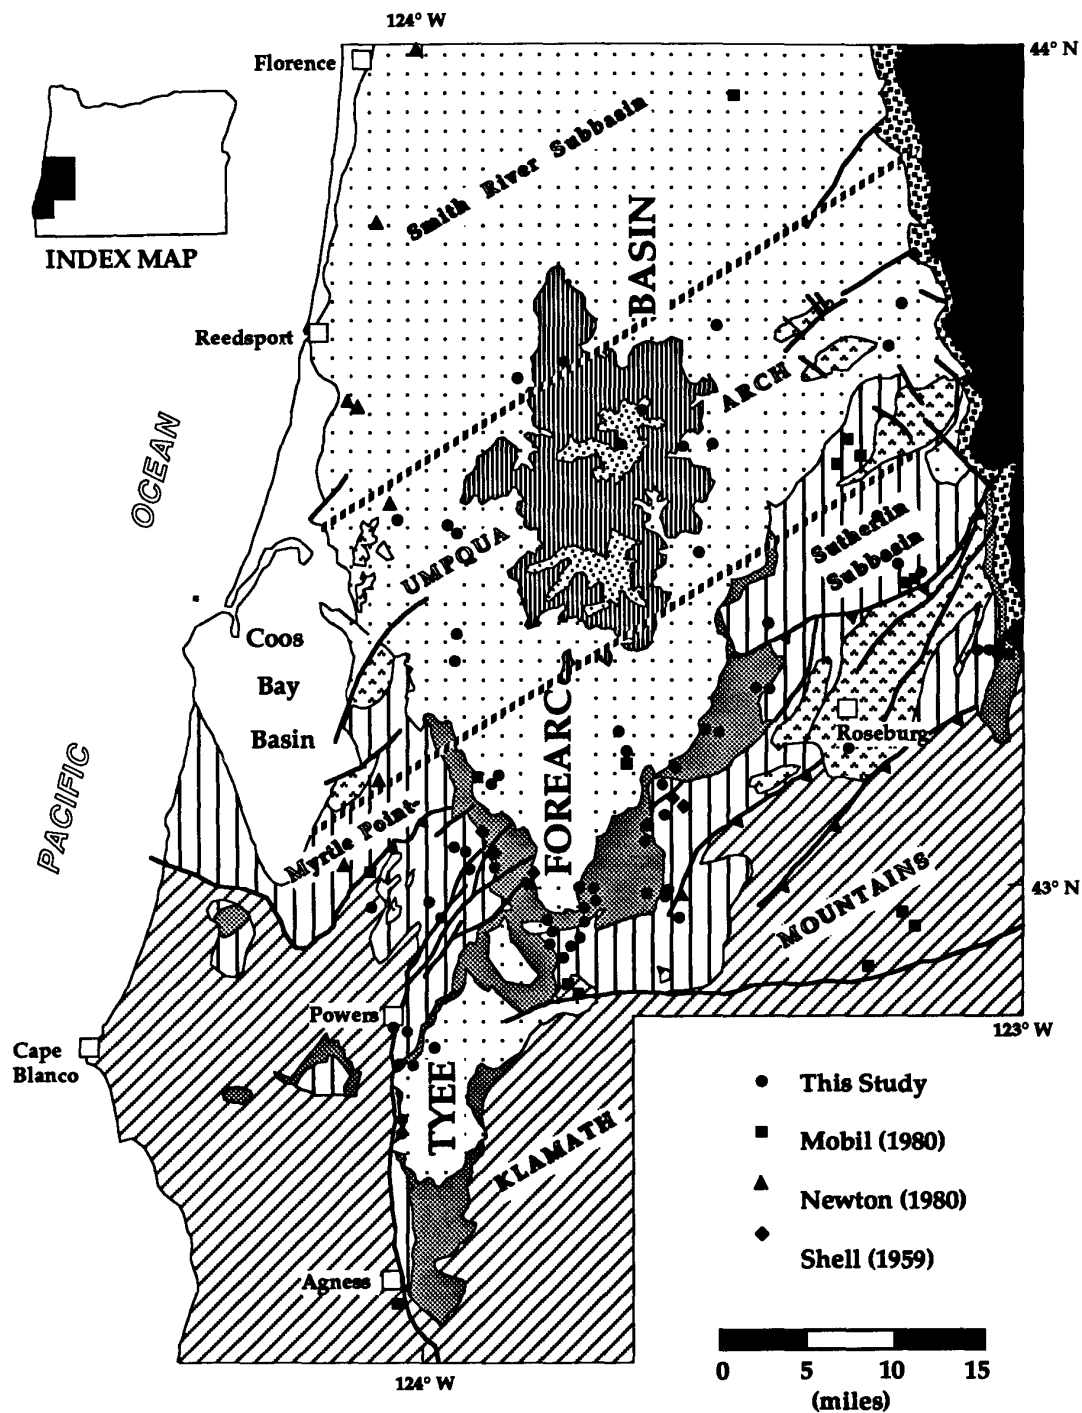 124° W
44° N
Florence
Smith River Subbasin
INDEX MAP
BASIN
Reedsport
ARCH
OCEAN
UMPQUA
Sutherlin
Subbasin
Coos
Bay
Basin
Roseburg
FOREARC
PACIFIC
Myrtle Point-
43° N
MOUNTAINS
Powers
123° W
Cape
Blanco
TYEE
KLAMATH
This Study
Mobil (1980)
Newton (1980)
Shell (1959)
Agness
0 5 10 15
(miles)
124° W